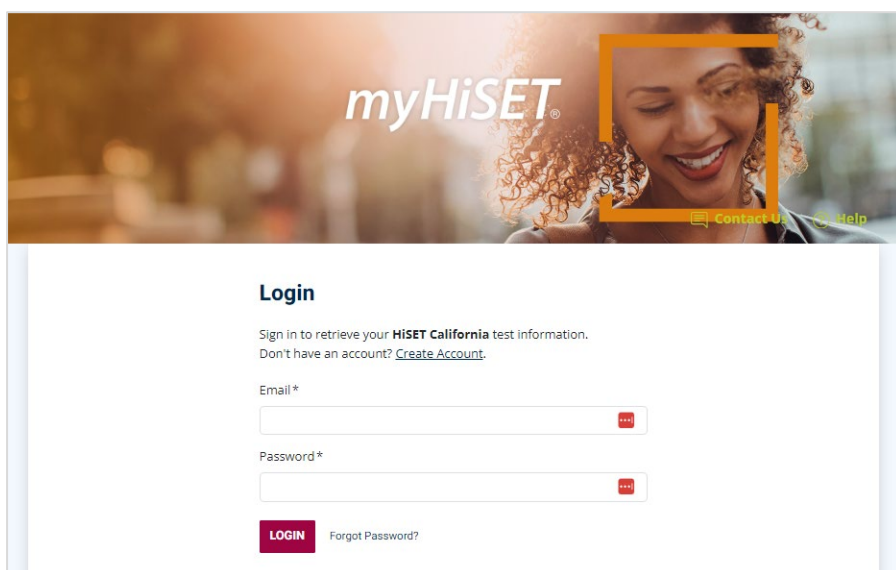 myHiSET®
Contact Us
Help
Login
Sign in to retrieve your HiSET California test information.
Don't have an account? Create Account.
Email*
Password*
LOGIN
Forgot Password?